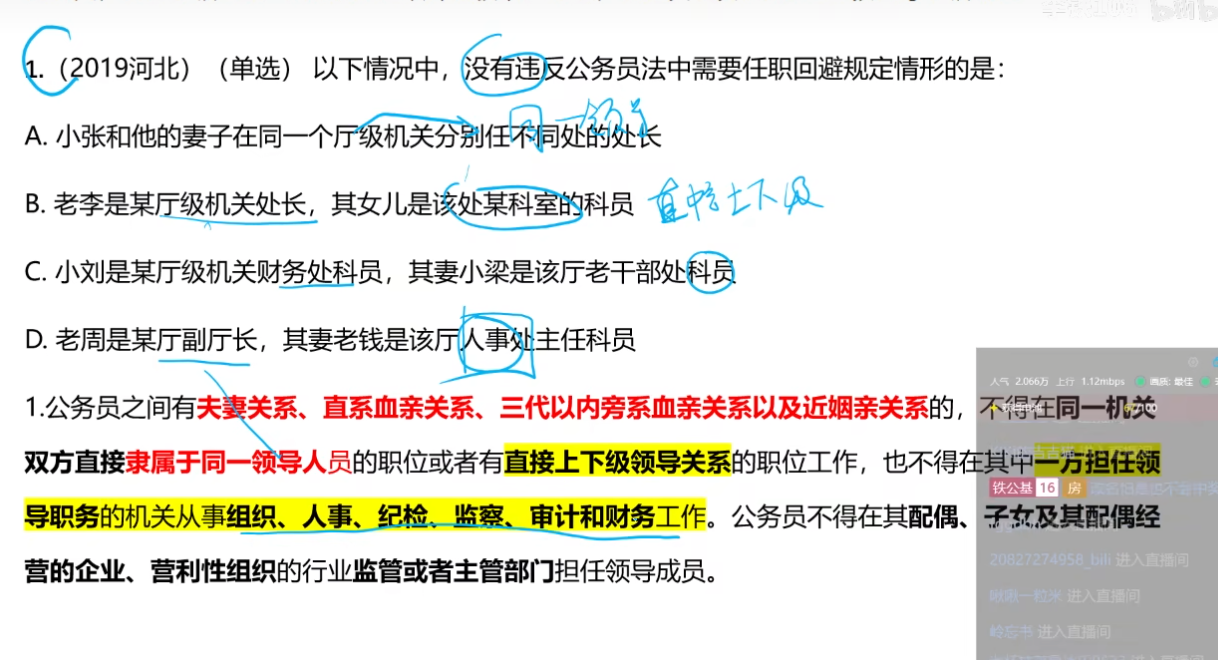 1.（2019河北）（单选） 以下情况中，没有违反公务员法中需要任职回避规定情形的是：
同一领导
A. 小张和他的妻子在同一个厅级机关分别任不同处的处长
B. 老李是某厅级机关处长，其女儿是该处某科室的科员 直接上下级
C. 小刘是某厅级机关财务处科员，其妻小梁是该厅老干部处科员
D. 老周是某厅副厅长，其妻老钱是该厅人事处主任科员
人气 2.066万 上行 1.12mbps 画质: 最佳
1.公务员之间有夫妻关系、直系血亲关系、三代以内旁系血亲关系以及近姻亲关系的，不得在同一机关
双方直接隶属于同一领导人员的职位或者有直接上下级领导关系的职位工作，也不得在其中一方担任领
铁公基 16 房
导职务的机关从事组织、人事、纪检、监察、审计和财务工作。公务员不得在其配偶、子女及其配偶经
20827274958_bili 进入直播间
营的企业、营利性组织的行业监管或者主管部门担任领导成员。
瞅瞅一粒米 进入直播间
岭忘书 进入直播间